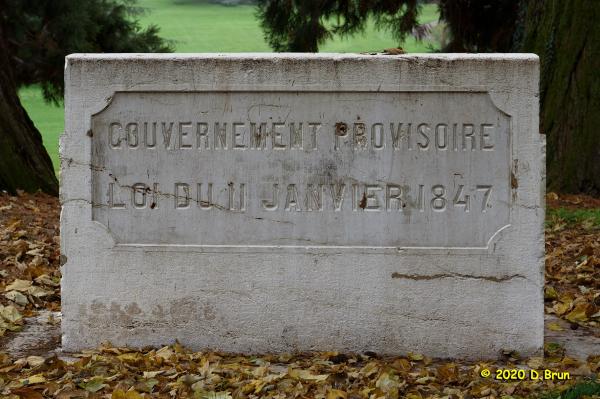 GOUVERNEMENT PROVISOIRE
LOI DU 11 JANVIER 1847
© 2020 D. Brun